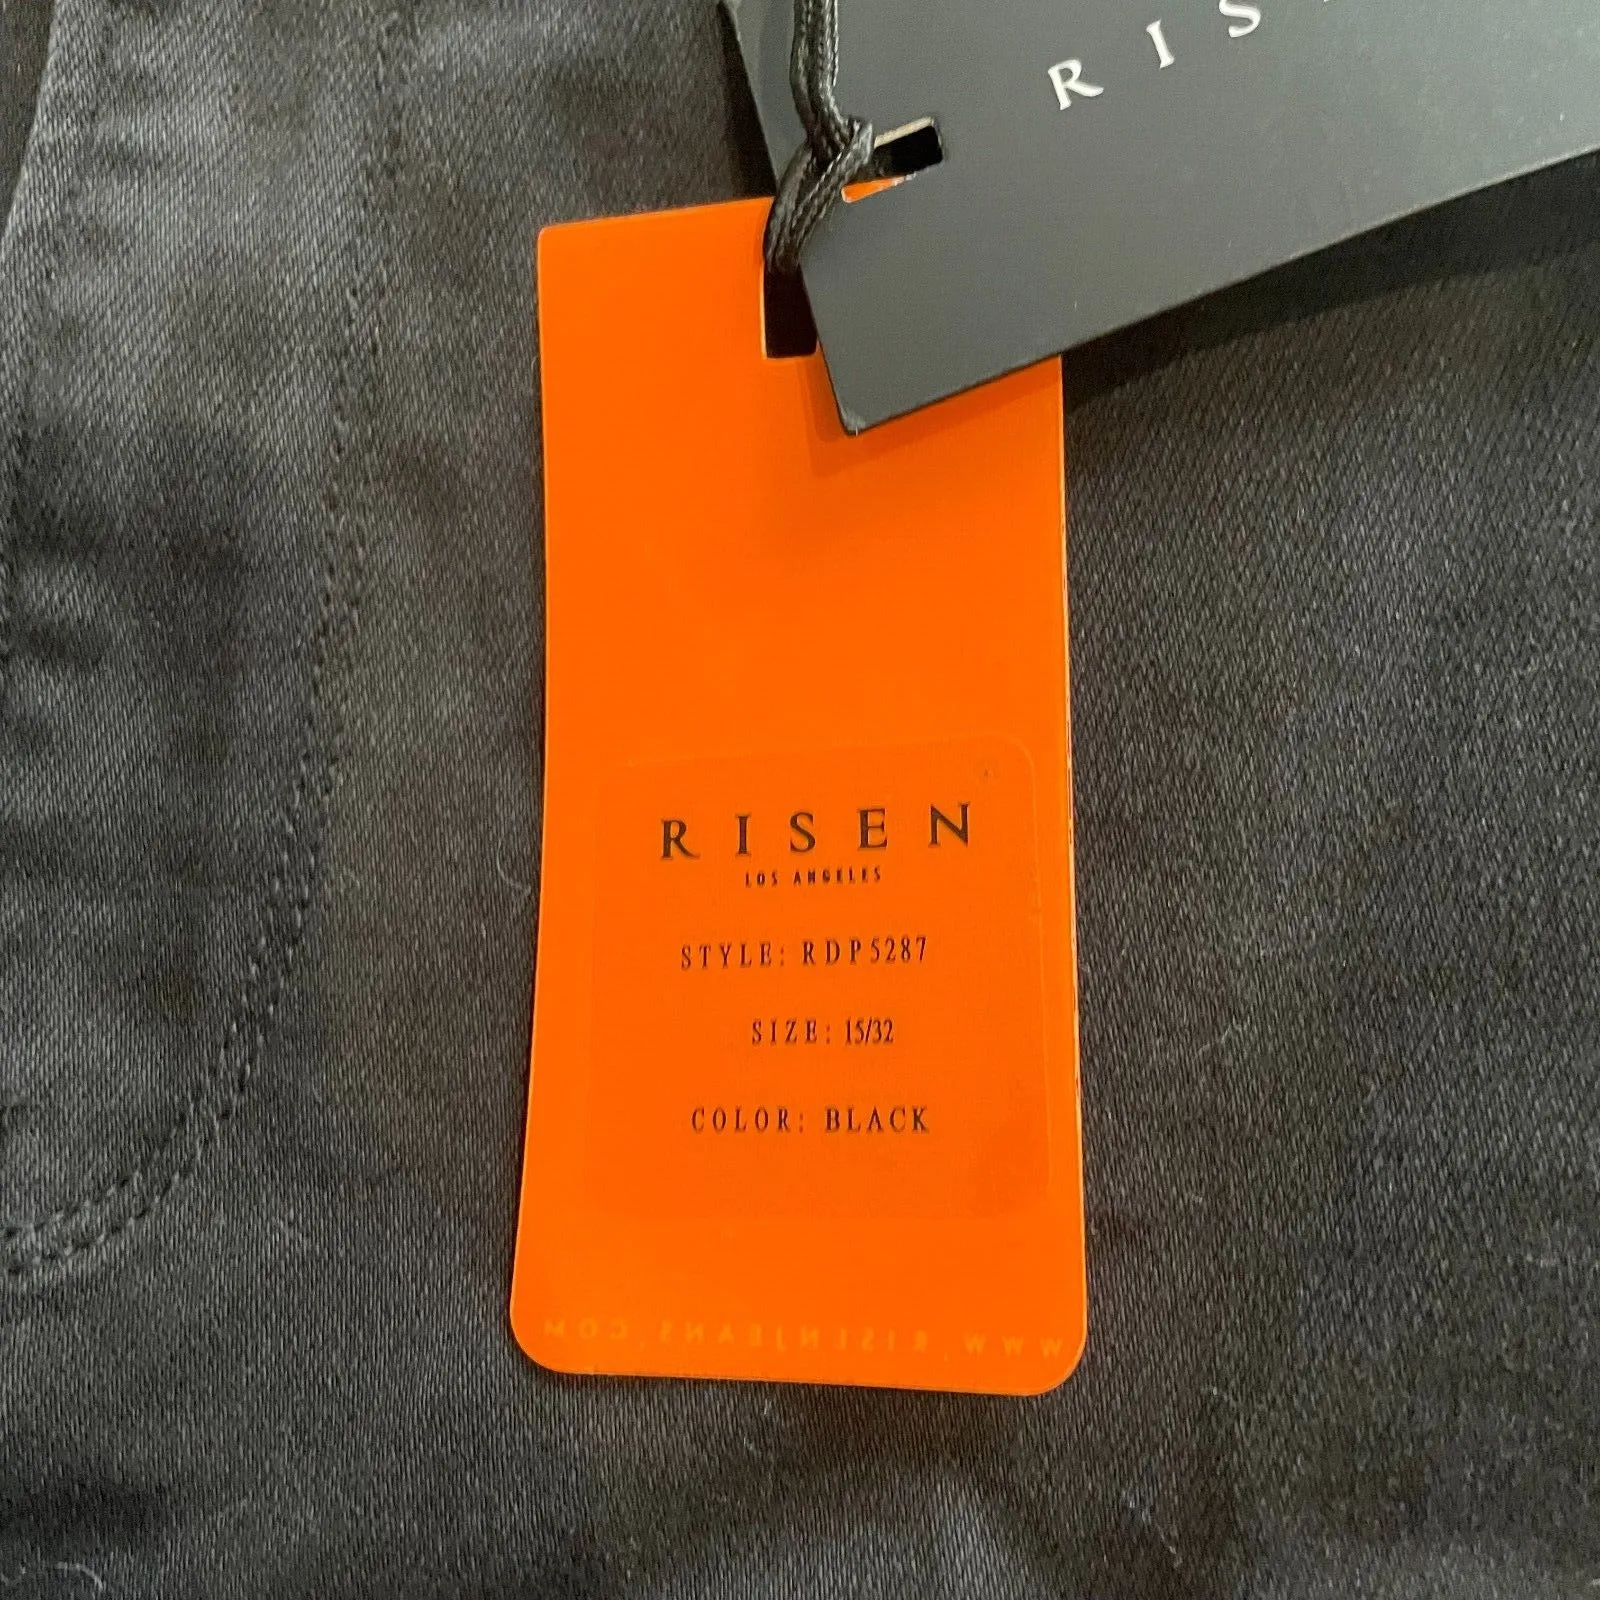 RIS
RISEN
LOS ANGELES
STYLE: RDP5287
SIZE: 15/32
COLOR: BLACK
WWW.RISENJEANS.COM